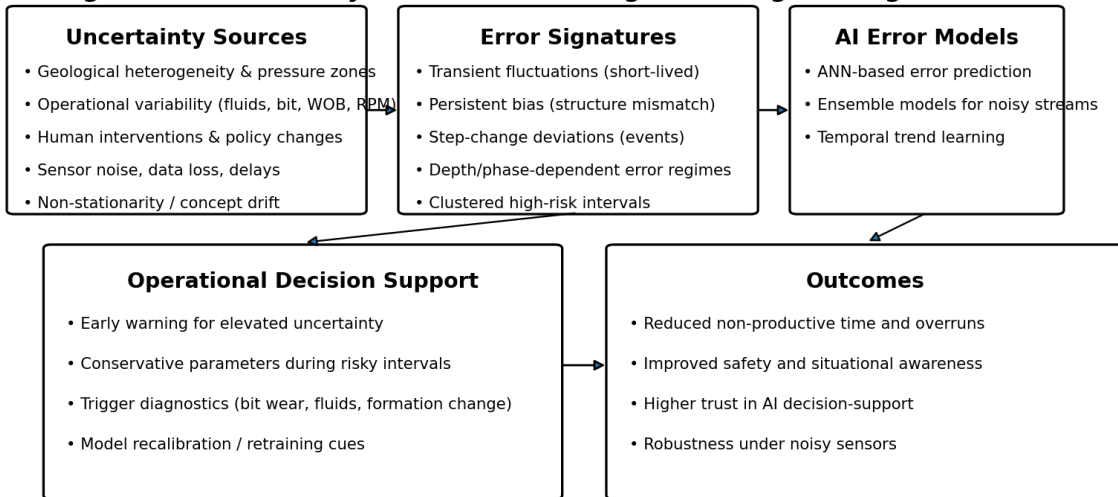 Uncertainty Sources
• Geological heterogeneity & pressure zones
• Operational variability (fluids, bit, WOB, RPM)
• Human interventions & policy changes
• Sensor noise, data loss, delays
• Non-stationarity / concept drift
Error Signatures
• Transient fluctuations (short-lived)
• Persistent bias (structure mismatch)
• Step-change deviations (events)
• Depth/phase-dependent error regimes
• Clustered high-risk intervals
AI Error Models
• ANN-based error prediction
• Ensemble models for noisy streams
• Temporal trend learning
Operational Decision Support
• Early warning for elevated uncertainty
• Conservative parameters during risky intervals
• Trigger diagnostics (bit wear, fluids, formation change)
• Model recalibration / retraining cues
Outcomes
• Reduced non-productive time and overruns
• Improved safety and situational awareness
• Higher trust in AI decision-support
• Robustness under noisy sensors